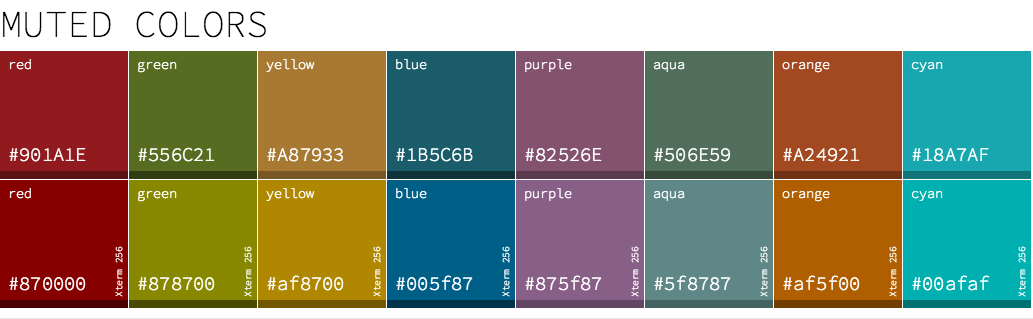 MUTED COLORS
red green yellow blue purple aqua orange cyan
#901A1E #556C21 #A87933 #1B5C6B #82526E #506E59 #A24921 #18A7AF
red green yellow blue purple aqua orange cyan
Xterm 256 Xterm 256 Xterm 256 Xterm 256 Xterm 256 Xterm 256 Xterm 256 Xterm 256
#870000 #878700 #af8700 #005f87 #875f87 #5f8787 #af5f00 #00afaf